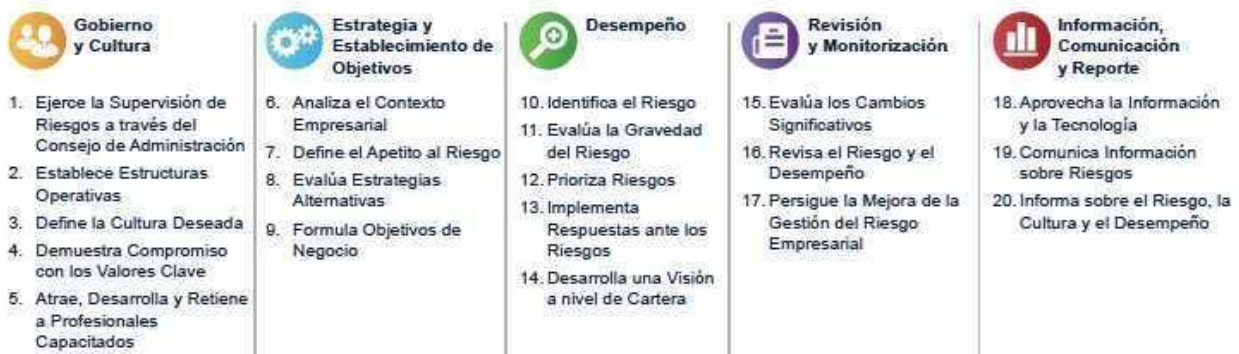 Gobierno
y Cultura
1. Ejerce la Supervisión de
Riesgos a través del
Consejo de Administración
2. Establece Estructuras
Operativas
3. Define la Cultura Deseada
4. Demuestra Compromiso
con los Valores Clave
5. Atrae, Desarrolla y Retiene
a Profesionales
Capacitados
Estrategia y
Establecimiento de
Objetivos
6. Analiza el Contexto
Empresarial
7. Define el Apetito al Riesgo
8. Evalúa Estrategias
Alternativas
9. Formula Objetivos de
Negocio
Desempeño
10. Identifica el Riesgo
11. Evalúa la Gravedad
del Riesgo
12. Prioriza Riesgos
13. Implementa
Respuestas ante los
Riesgos
14. Desarrolla una Visión
a nivel de Cartera
Revisión
y Monitorización
15. Evalúa los Cambios
Significativos
16. Revisa el Riesgo y el
Desempeño
17. Persigue la Mejora de la
Gestión del Riesgo
Empresarial
Información,
Comunicación
y Reporte
18. Aprovecha la Información
y la Tecnología
19. Comunica Información
sobre Riesgos
20. Informa sobre el Riesgo, la
Cultura y el Desempeño